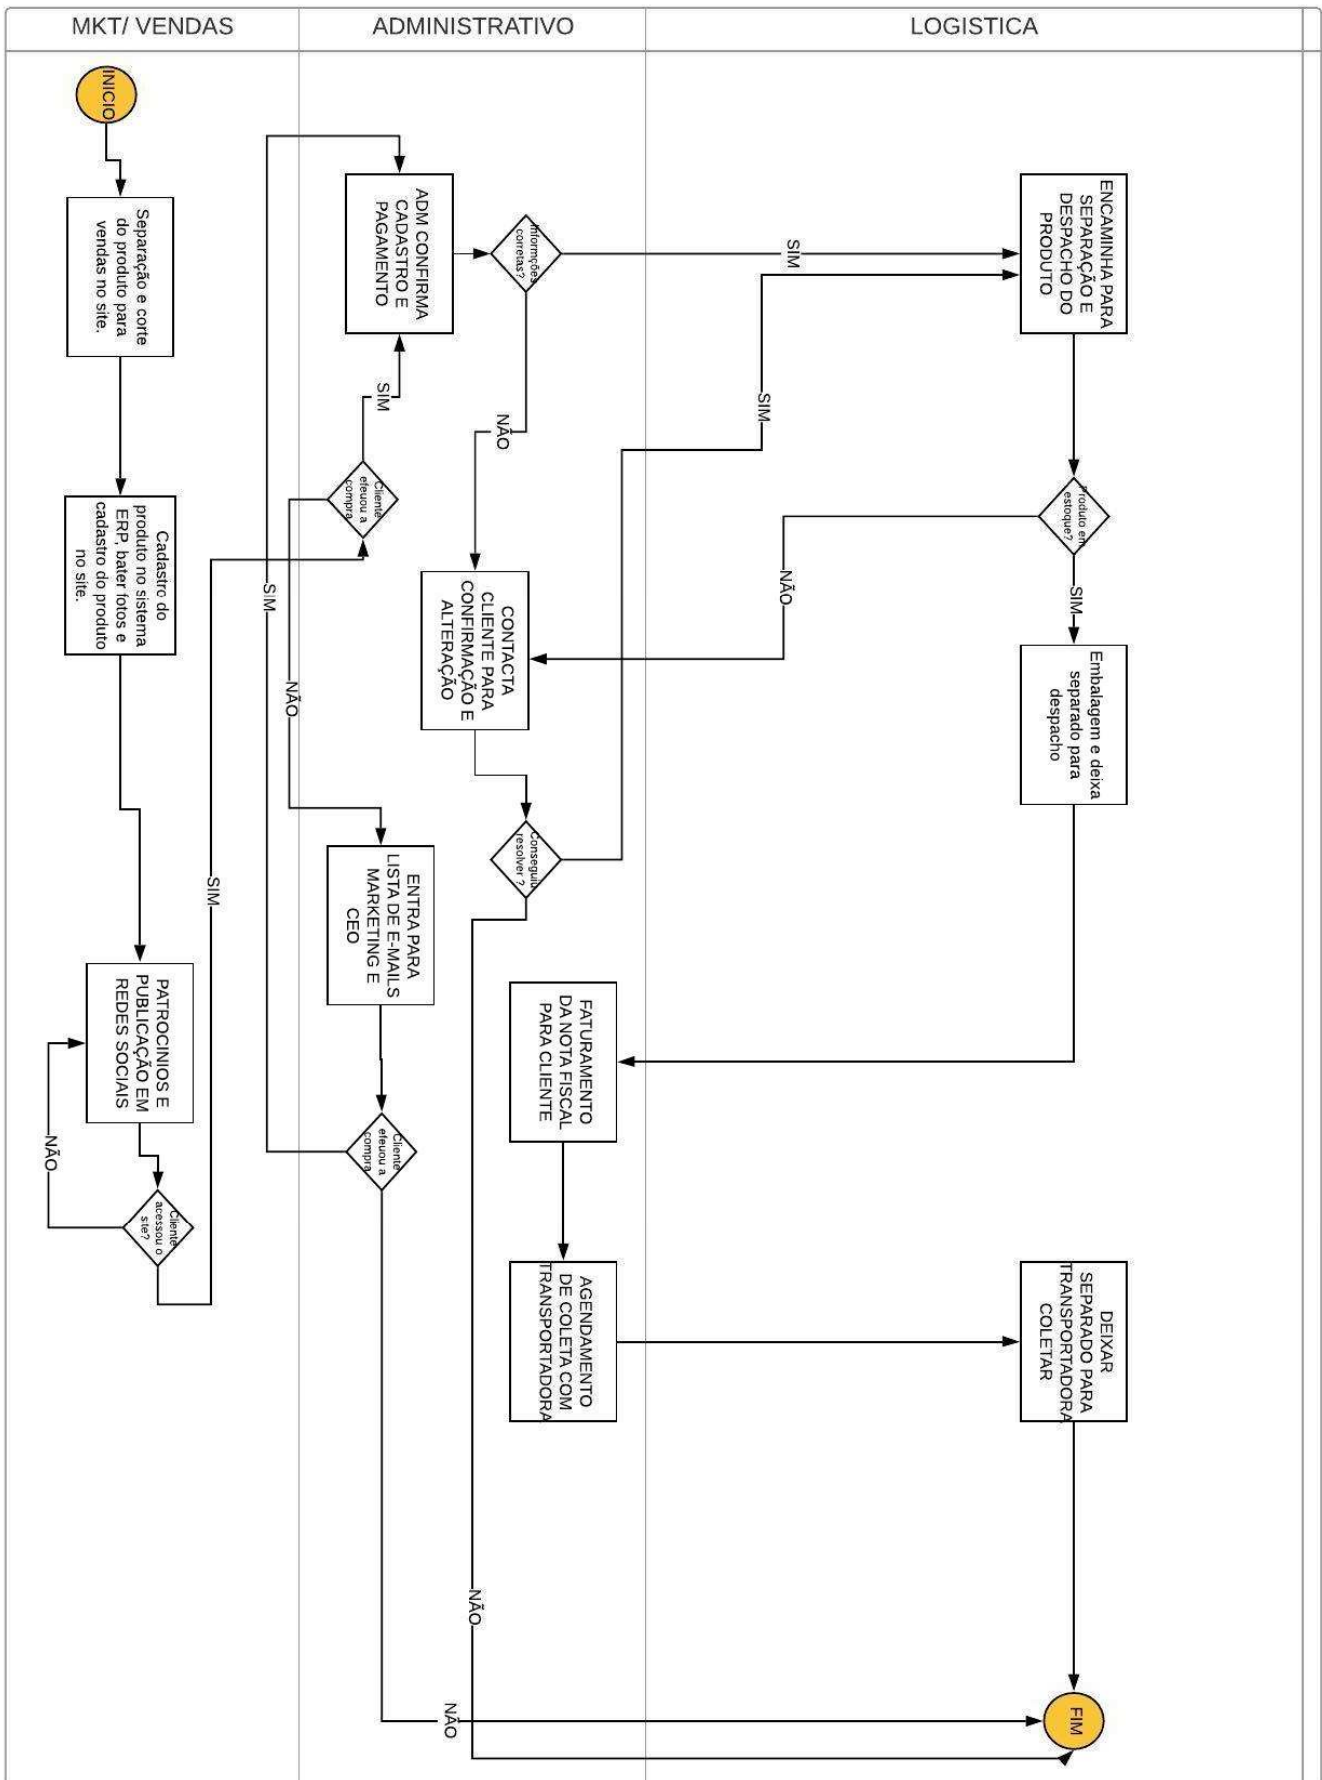 MKT/ VENDAS
ADMINISTRATIVO
LOGISTICA
INICIO
Separação e corte
do produto para
vendas no site.
Cadastro do
produto no sistema
ERP, bater fotos e
cadastro do produto
no site.
PATROCINIOS E
PUBLICAÇÃO EM
REDES SOCIAIS
Cliente
acessou o
site?
NÃO
SIM
Cliente
efeuou a
compra
SIM
NÃO
ADM CONFIRMA
CADASTRO E
PAGAMENTO
ENTRA PARA
LISTA DE E-MAILS
MARKETING E
CEO
Cliente
efeuou a
compra
SIM
NÃO
Informções
corretas?
SIM
NÃO
CONTACTA
CLIENTE PARA
CONFIRMAÇÃO E
ALTERAÇÃO
Conseguiu
resolver ?
SIM
NÃO
ENCAMINHA PARA
SEPARAÇÃO E
DESPACHO DO
PRODUTO
Produto em
estoque?
NÃO
SIM
Embalagem e deixa
separado para
despacho
FATURAMENTO
DA NOTA FISCAL
PARA CLIENTE
AGENDAMENTO
DE COLETA COM
TRANSPORTADORA
DEIXAR
SEPARADO PARA
TRANSPORTADORA
COLETAR
FIM